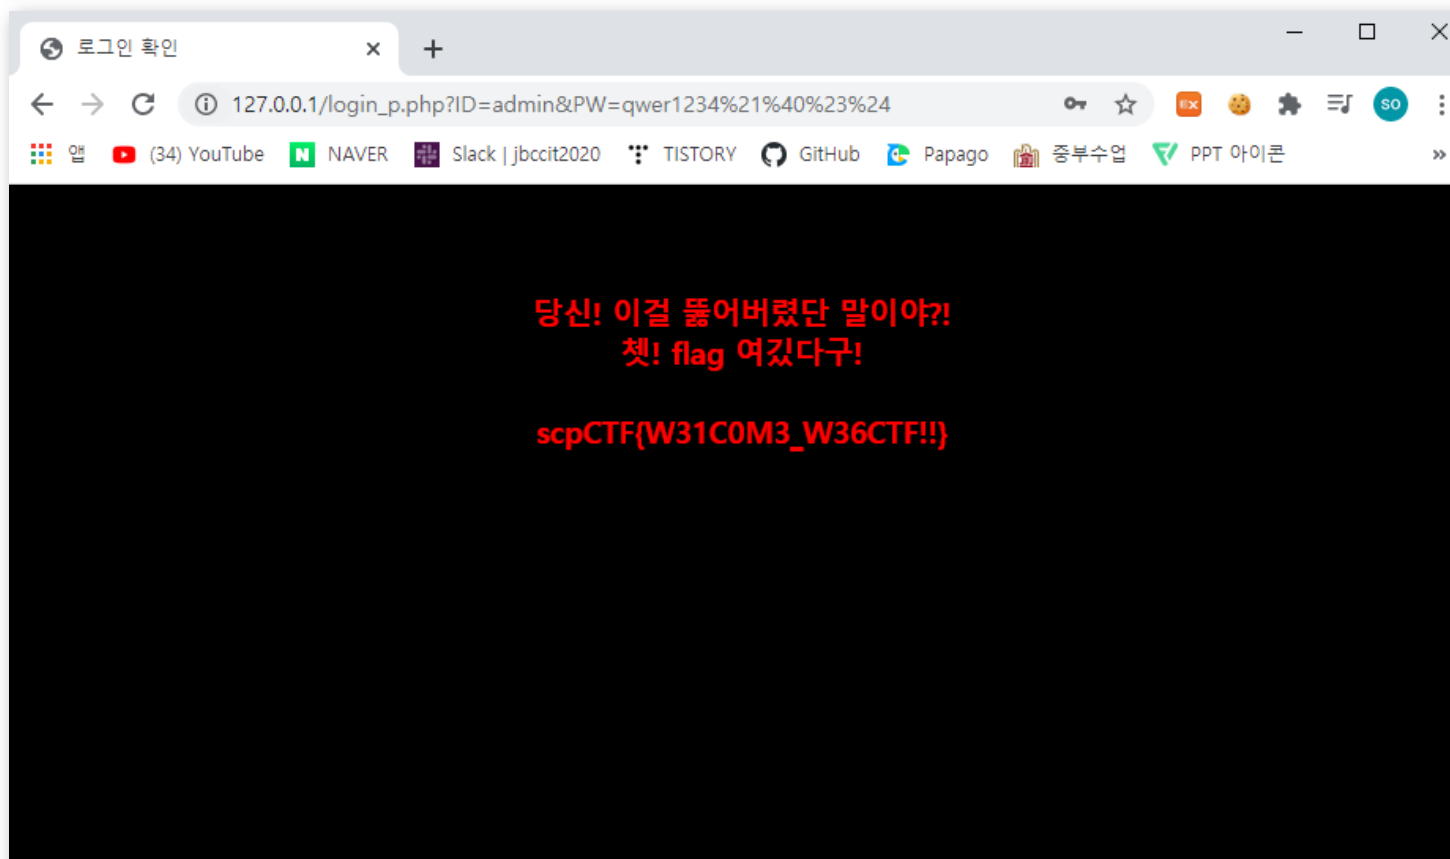 로그인 확인
127.0.0.1/login_p.php?ID=admin&PW=qwer1234%21%40%23%24
EX
SO
앱 (34) YouTube N NAVER Slack | jbccit2020 TISTORY GitHub Papago 중부수업 PPT 아이콘 »
당신! 이걸 뚫어버렸단 말이야?!
쳇! flag 여깄다구!
scpCTF{W31C0M3_W36CTF!!}